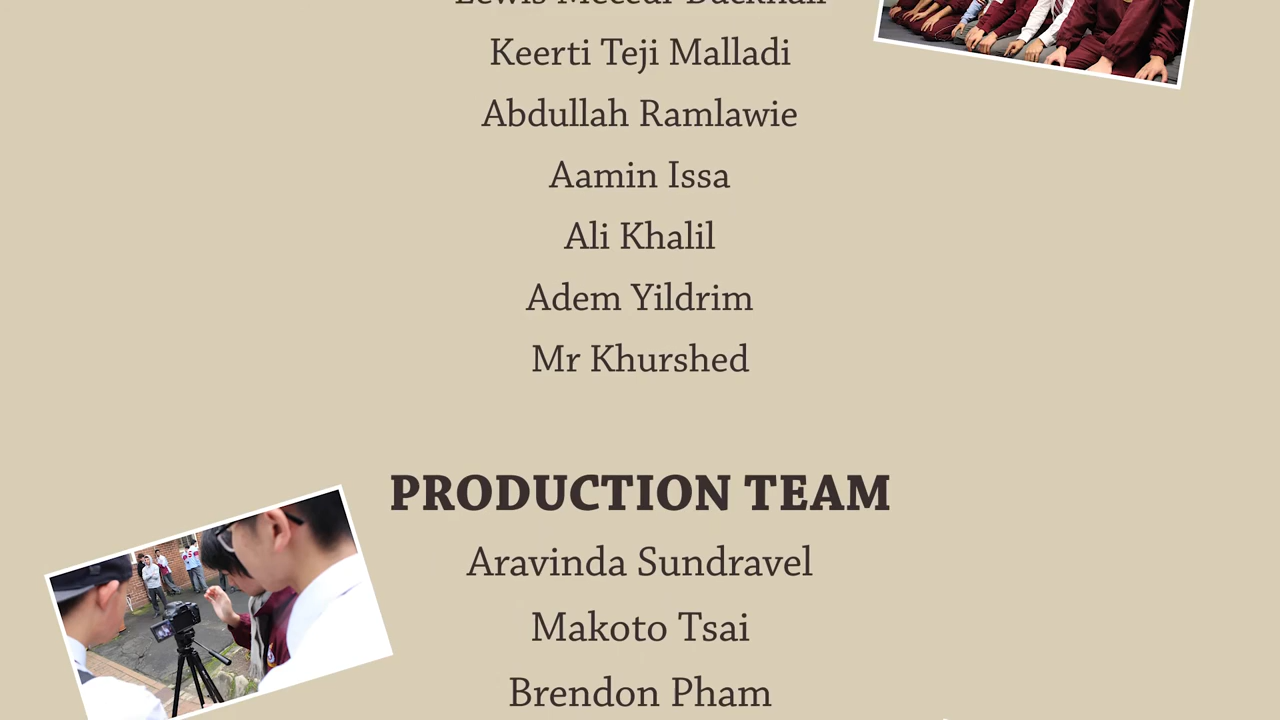 Keerti Teji Malladi
Abdullah Ramlawie
Aamin Issa
Ali Khalil
Adem Yildrim
Mr Khurshed
PRODUCTION TEAM
Aravinda Sundravel
Makoto Tsai
Brendon Pham